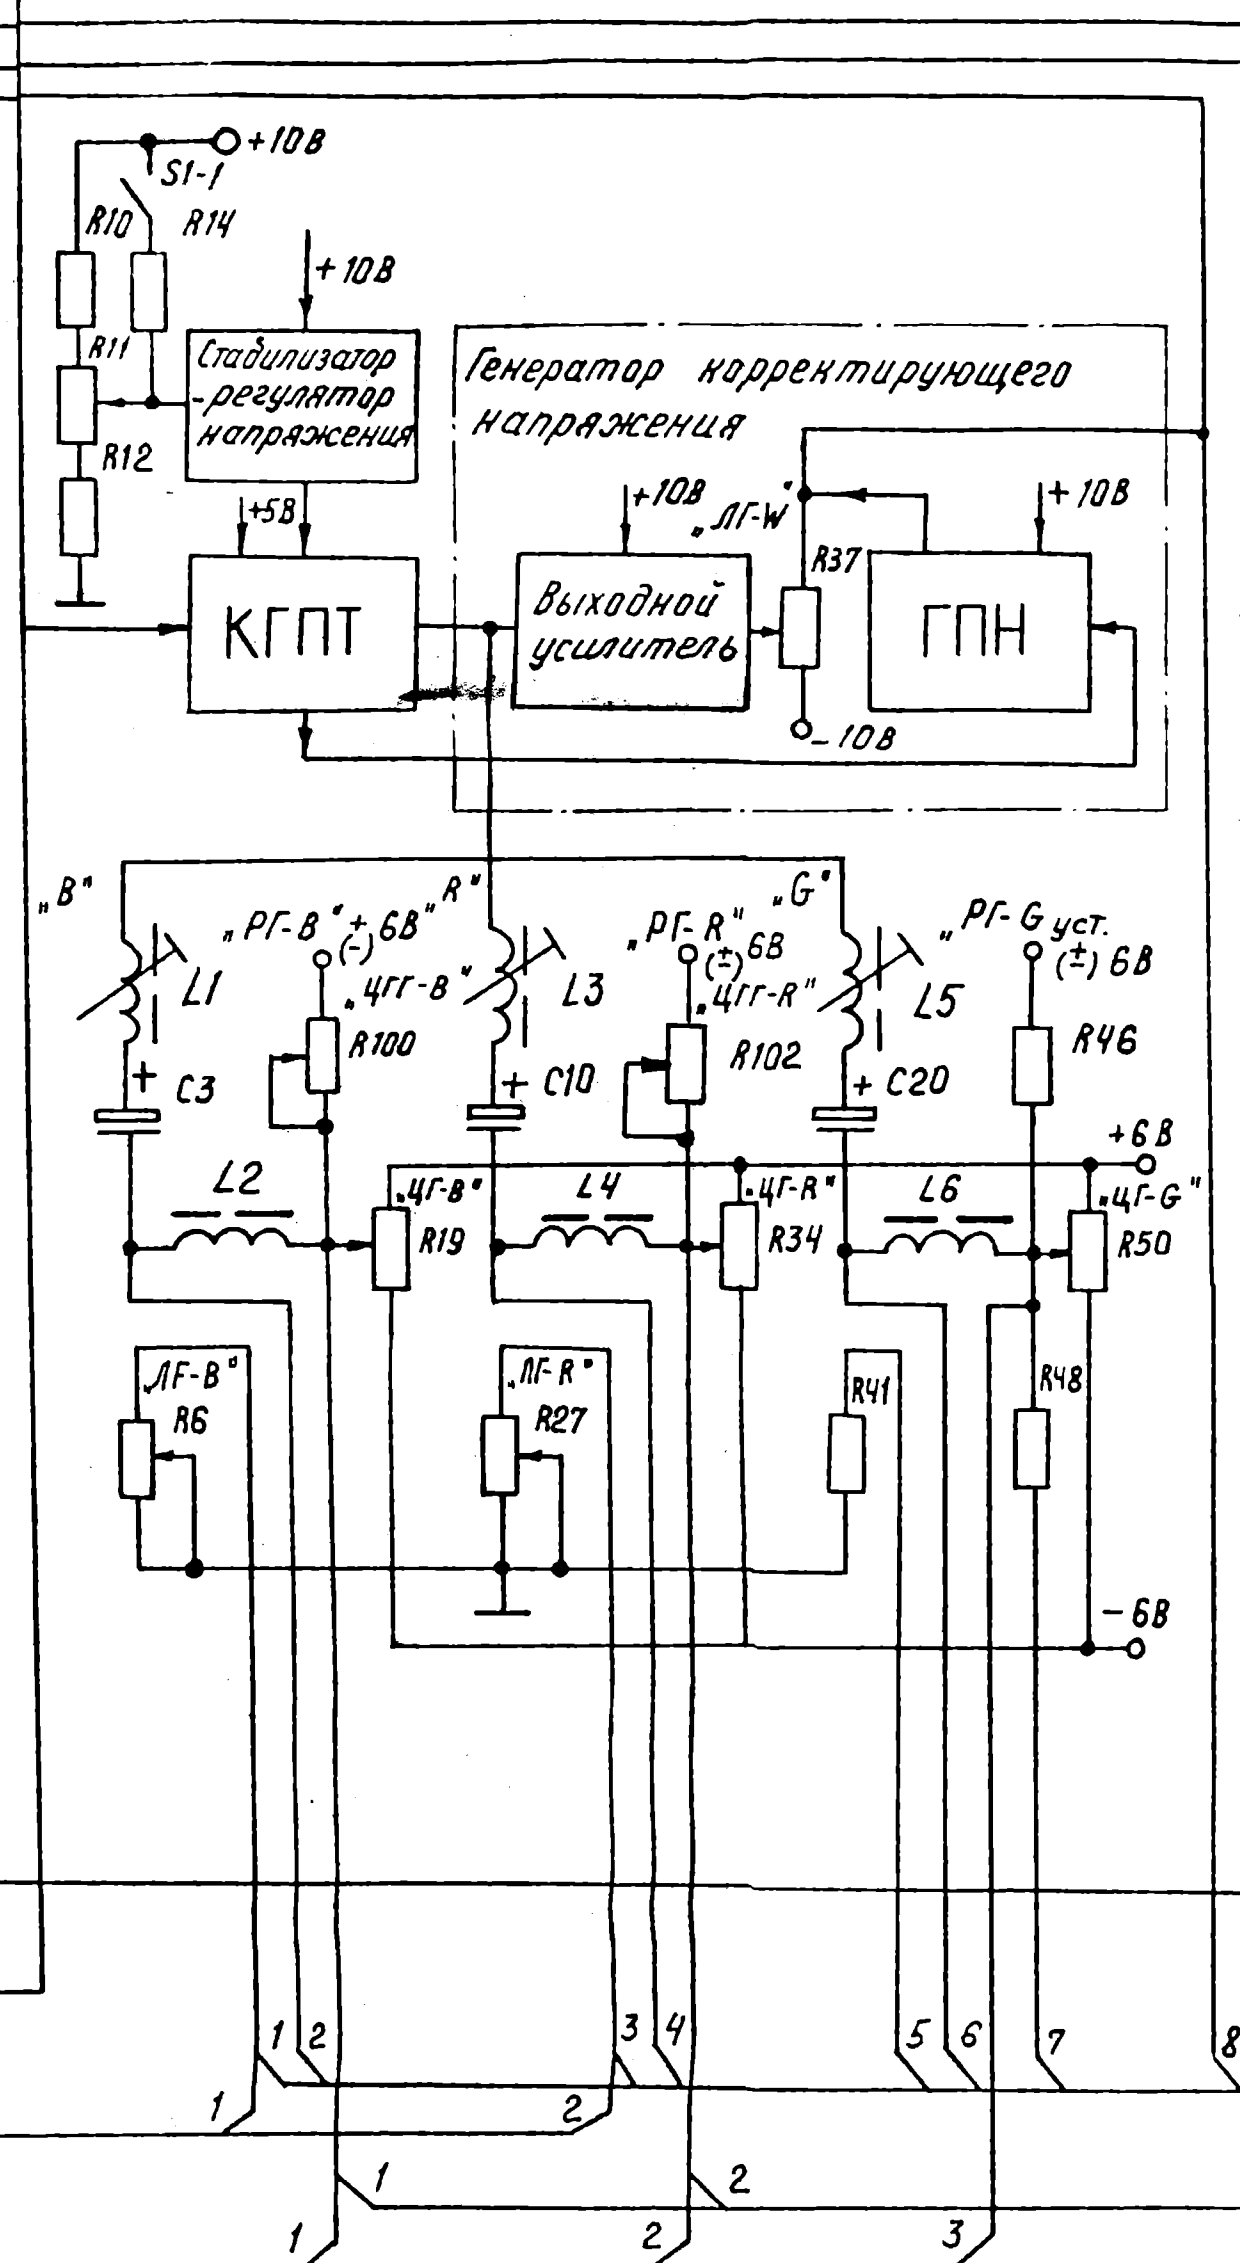 +10В
S1-1
R10
R14
+10В
R11
Стабилизатор
-регулятор
напряжения
Генератор корректирующего
напряжения
R12
+5В
+10В
„ЛГ-W"
+10В
R37
КГПТ
Выходной
усилитель
ГПН
-10В
„В"
„РГ-В"
+
(-)
6В
„R"
„РГ-R"
(±) 6В
„G"
„РГ-G уст.
(±) 6В
„ЦГГ-В"
„ЦГГ-R"
L1
L3
L5
R100
R102
R46
+
C3
+
C10
+ C20
+6В
L2
„ЦГ-В"
L4
„ЦГ-R"
L6
„ЦГ-G"
R19
R34
R50
„ЛГ-В"
„ЛГ-R"
R41
R48
R6
R27
-6В
1
2
3
4
5
6
7
8
1
2
1
2
1
2
3